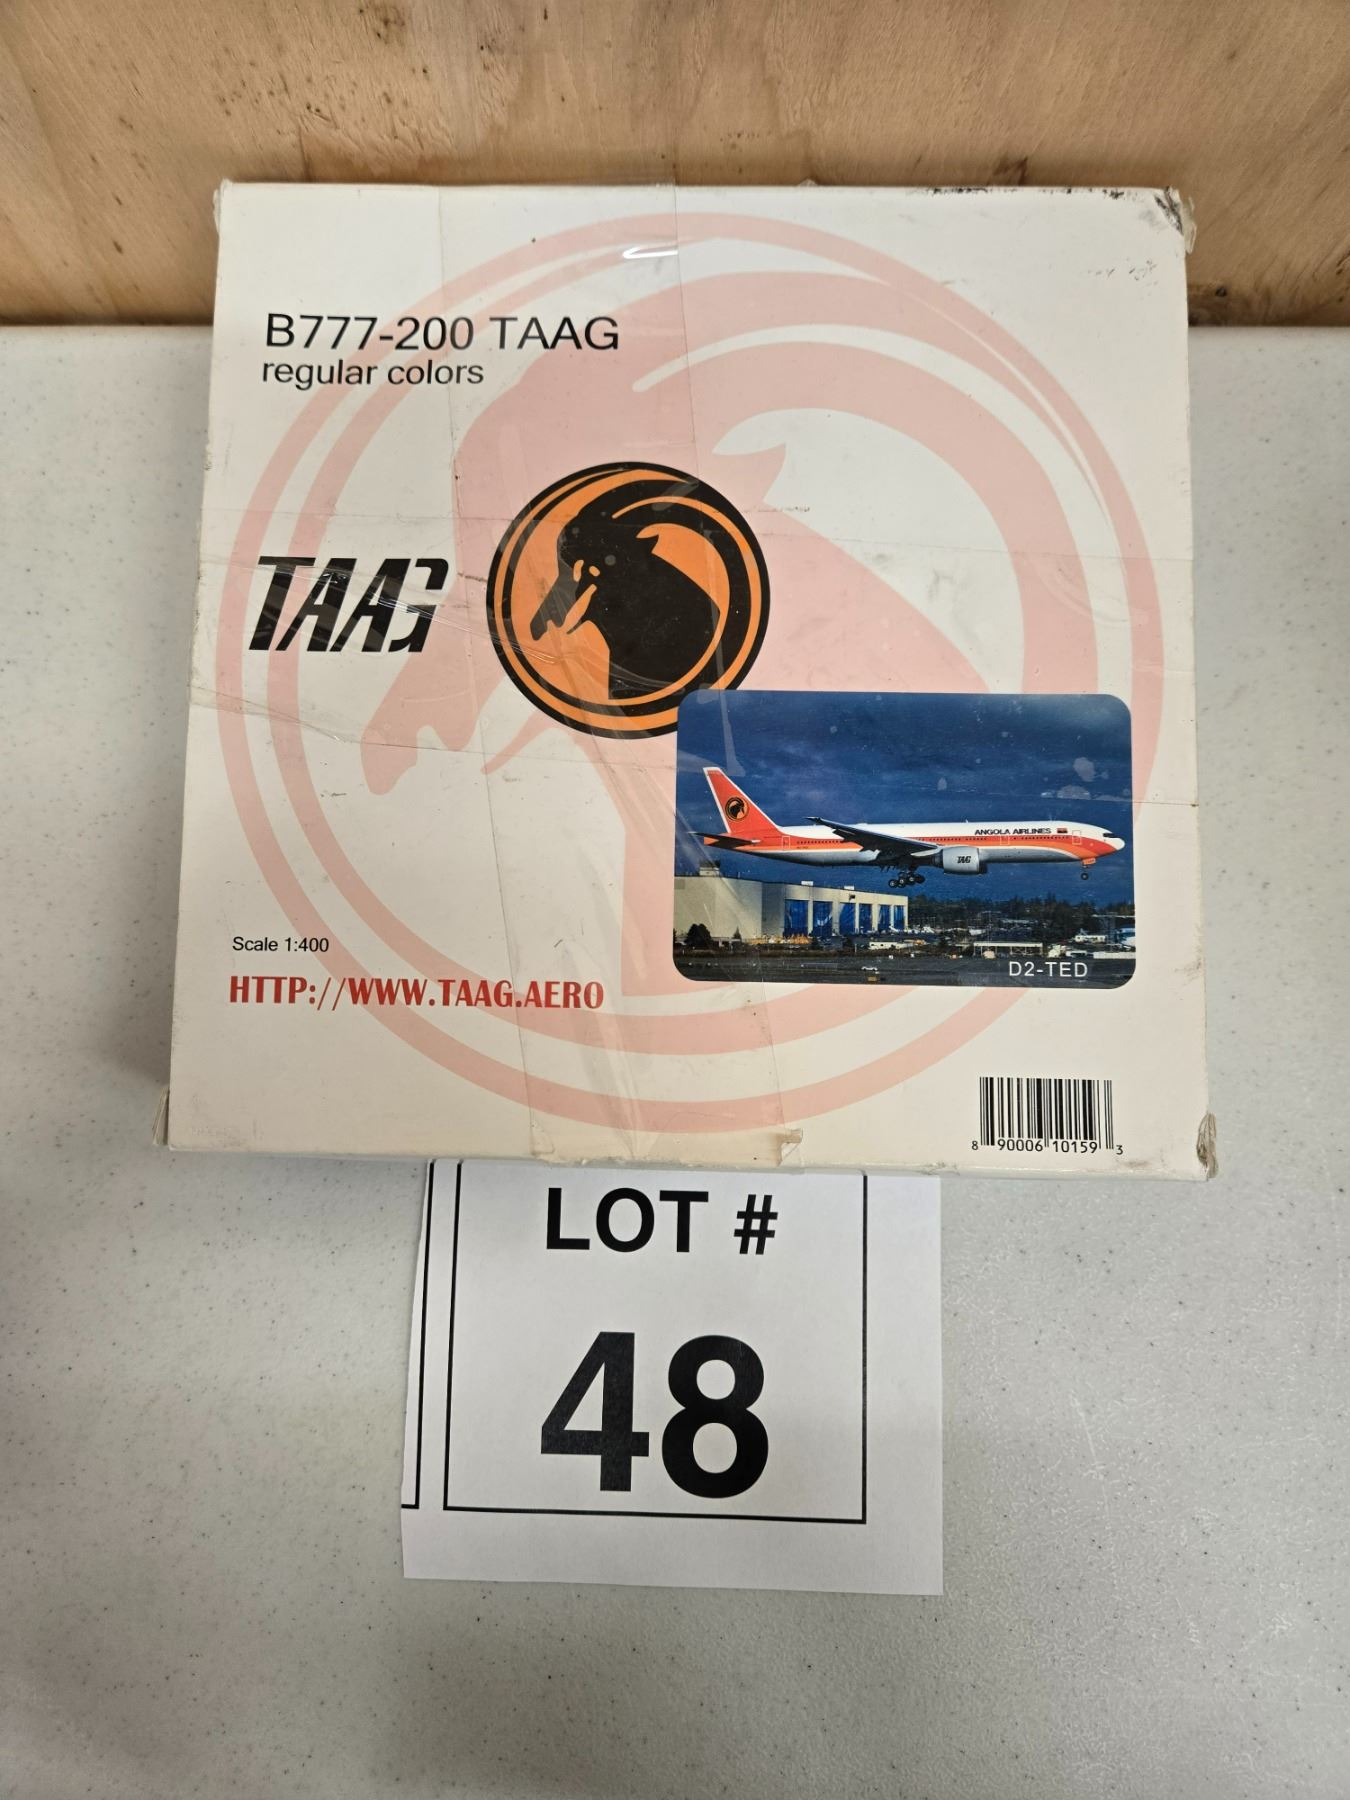 B777-200 TAAG
regular colors
TAAG
ANGOLA AIRLINES
TAAG
D2-TED
Scale 1:400
HTTP://WWW.TAAG.AERO
8 90006 10159 3
LOT #
48